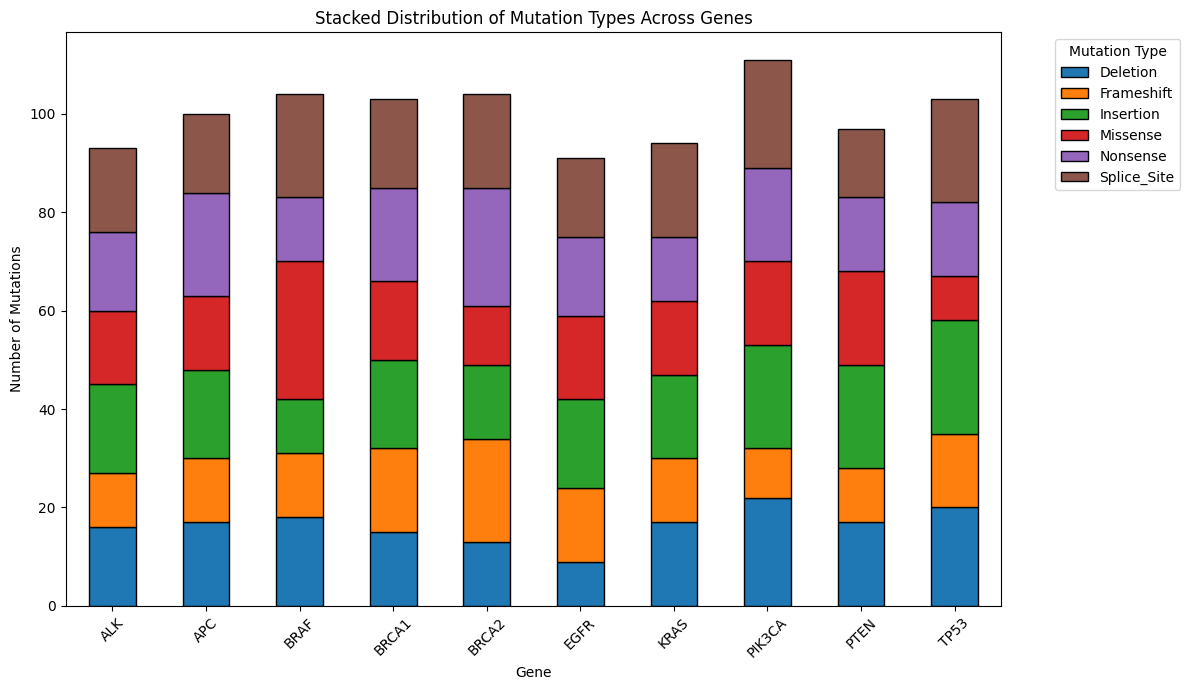 Stacked Distribution of Mutation Types Across Genes
Number of Mutations
100
80
60
40
20
0
ALK
APC
BRAF
BRCA1
BRCA2
EGFR
KRAS
PIK3CA
PTEN
TP53
Gene
Mutation Type
Deletion
Frameshift
Insertion
Missense
Nonsense
Splice_Site